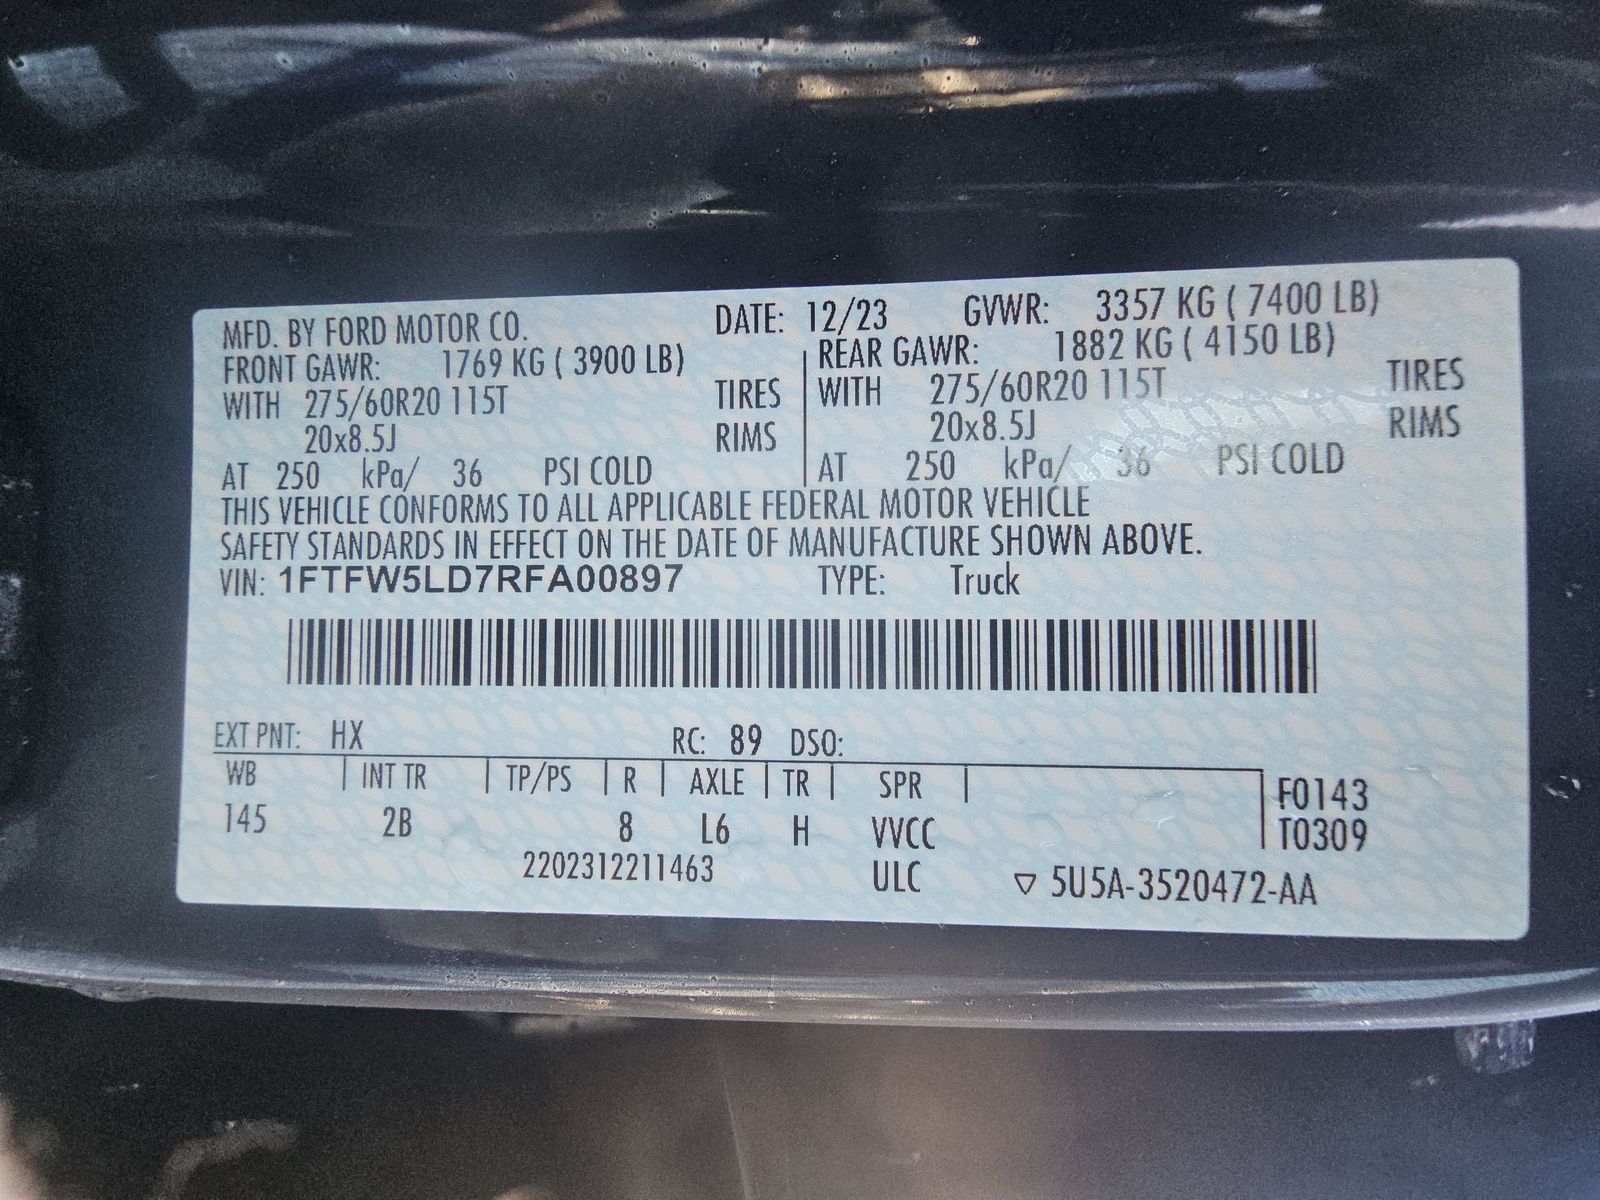 MFD. BY FORD MOTOR CO. DATE: 12/23 GVWR: 3357 KG ( 7400 LB)
FRONT GAWR: 1769 KG ( 3900 LB) REAR GAWR: 1882 KG ( 4150 LB)
WITH 275/60R20 115T TIRES WITH 275/60R20 115T TIRES
20x8.5J RIMS 20x8.5J RIMS
AT 250 kPa/ 36 PSI COLD AT 250 kPa/ 36 PSI COLD
THIS VEHICLE CONFORMS TO ALL APPLICABLE FEDERAL MOTOR VEHICLE
SAFETY STANDARDS IN EFFECT ON THE DATE OF MANUFACTURE SHOWN ABOVE.
VIN: 1FTFW5LD7RFA00897 TYPE: Truck
EXT PNT: HX RC: 89 DSO:
WB INT TR TP/PS R AXLE TR SPR F0143
145 2B 8 L6 H VVCC T0309
2202312211463 ULC ▽ 5U5A-3520472-AA